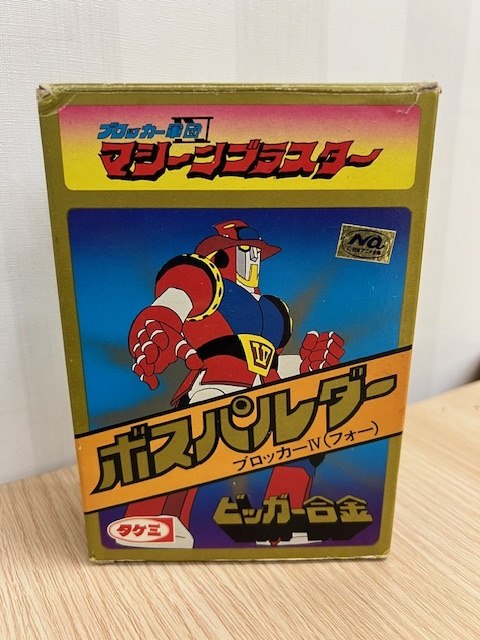 ブロッカー軍団IV
マシーンブラスター
NA
IV
ボスパルダー
ブロッカーIV(フォー)
タケミ
ビッガー合金